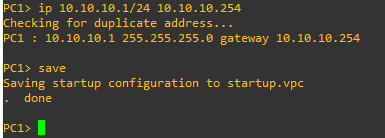 PC1> ip 10.10.10.1/24 10.10.10.254
Checking for duplicate address...
PC1 : 10.10.10.1 255.255.255.0 gateway 10.10.10.254
PC1> save
Saving startup configuration to startup.vpc
.  done
PC1>